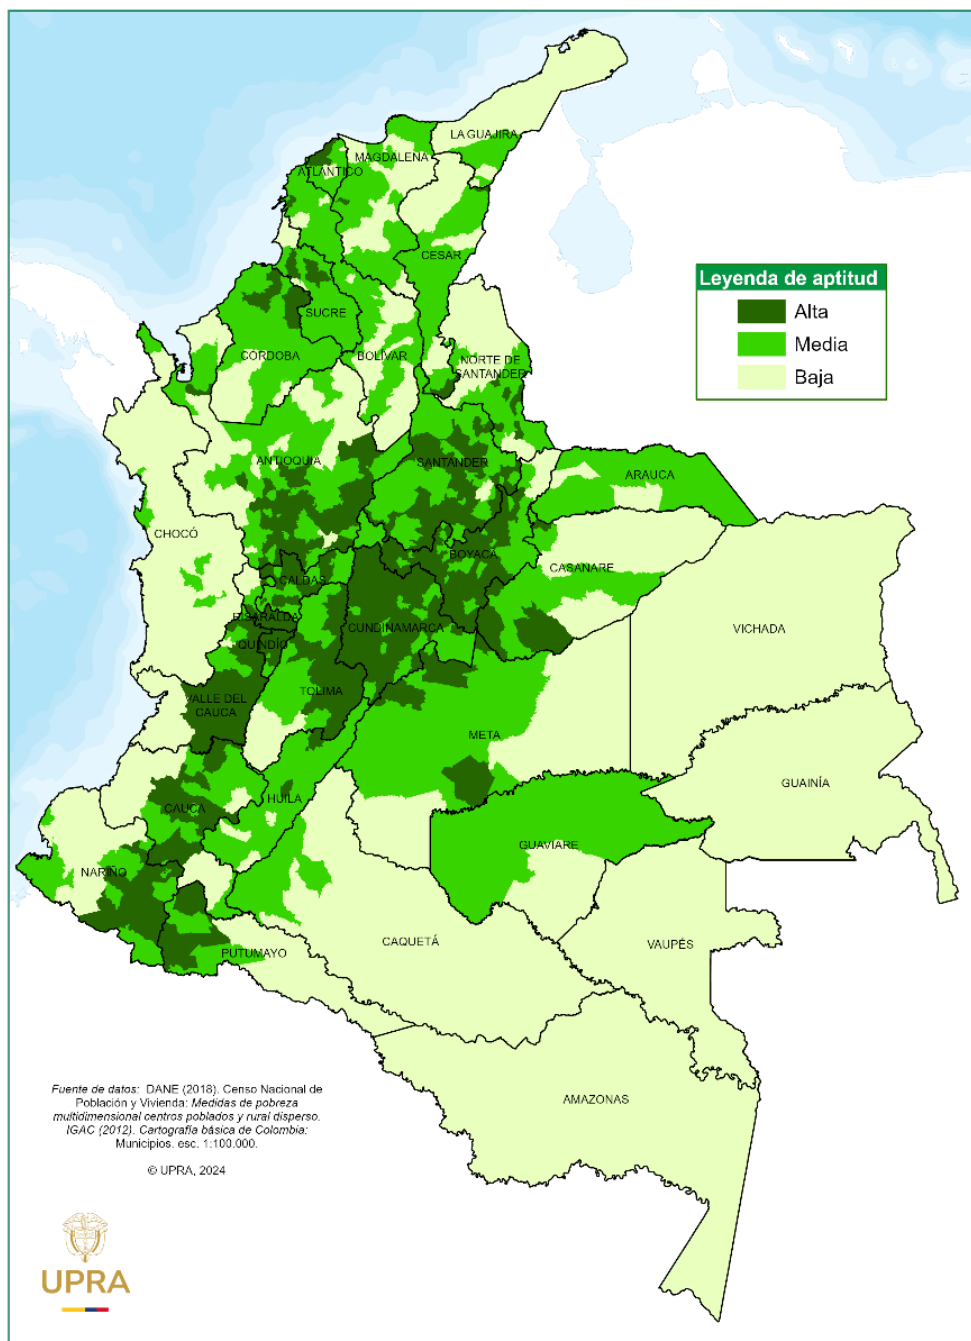 LA GUAJIRA
MAGDALENA
ATLÁNTICO
CESAR
SUCRE
CÓRDOBA
BOLÍVAR
NORTE DE
SANTANDER
ANTIOQUIA
SANTANDER
ARAUCA
CHOCÓ
BOYACÁ
CALDAS
CASANARE
RISARALDA
CUNDINAMARCA
QUINDÍO
VICHADA
TOLIMA
VALLE DEL
CAUCA
META
GUAINÍA
HUILA
CAUCA
GUAVIARE
NARIÑO
CAQUETÁ
VAUPÉS
PUTUMAYO
AMAZONAS
Leyenda de aptitud
Alta
Media
Baja
Fuente de datos: DANE (2018). Censo Nacional de
Población y Vivienda: Medidas de pobreza
multidimensional centros poblados y rural disperso.
IGAC (2012). Cartografía básica de Colombia:
Municipios. esc. 1:100.000.
© UPRA, 2024
UPRA